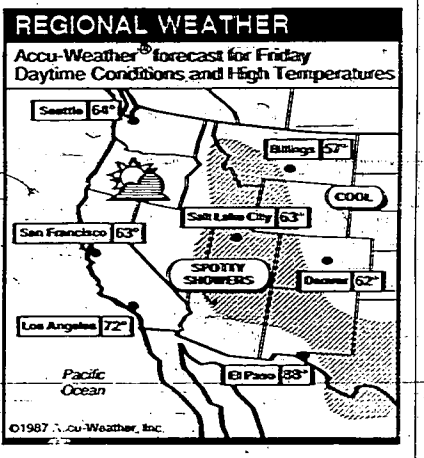 REGIONAL WEATHER
Accu-Weather® forecast for Friday
Daytime Conditions and High Temperatures
Seattle 64°
Billings 57°
COOL
Salt Lake City 63°
San Francisco 63°
SPOTTY
SHOWERS
Denver 62°
Los Angeles 72°
Pacific
Ocean
El Paso 88°
©1987 Accu-Weather, Inc.